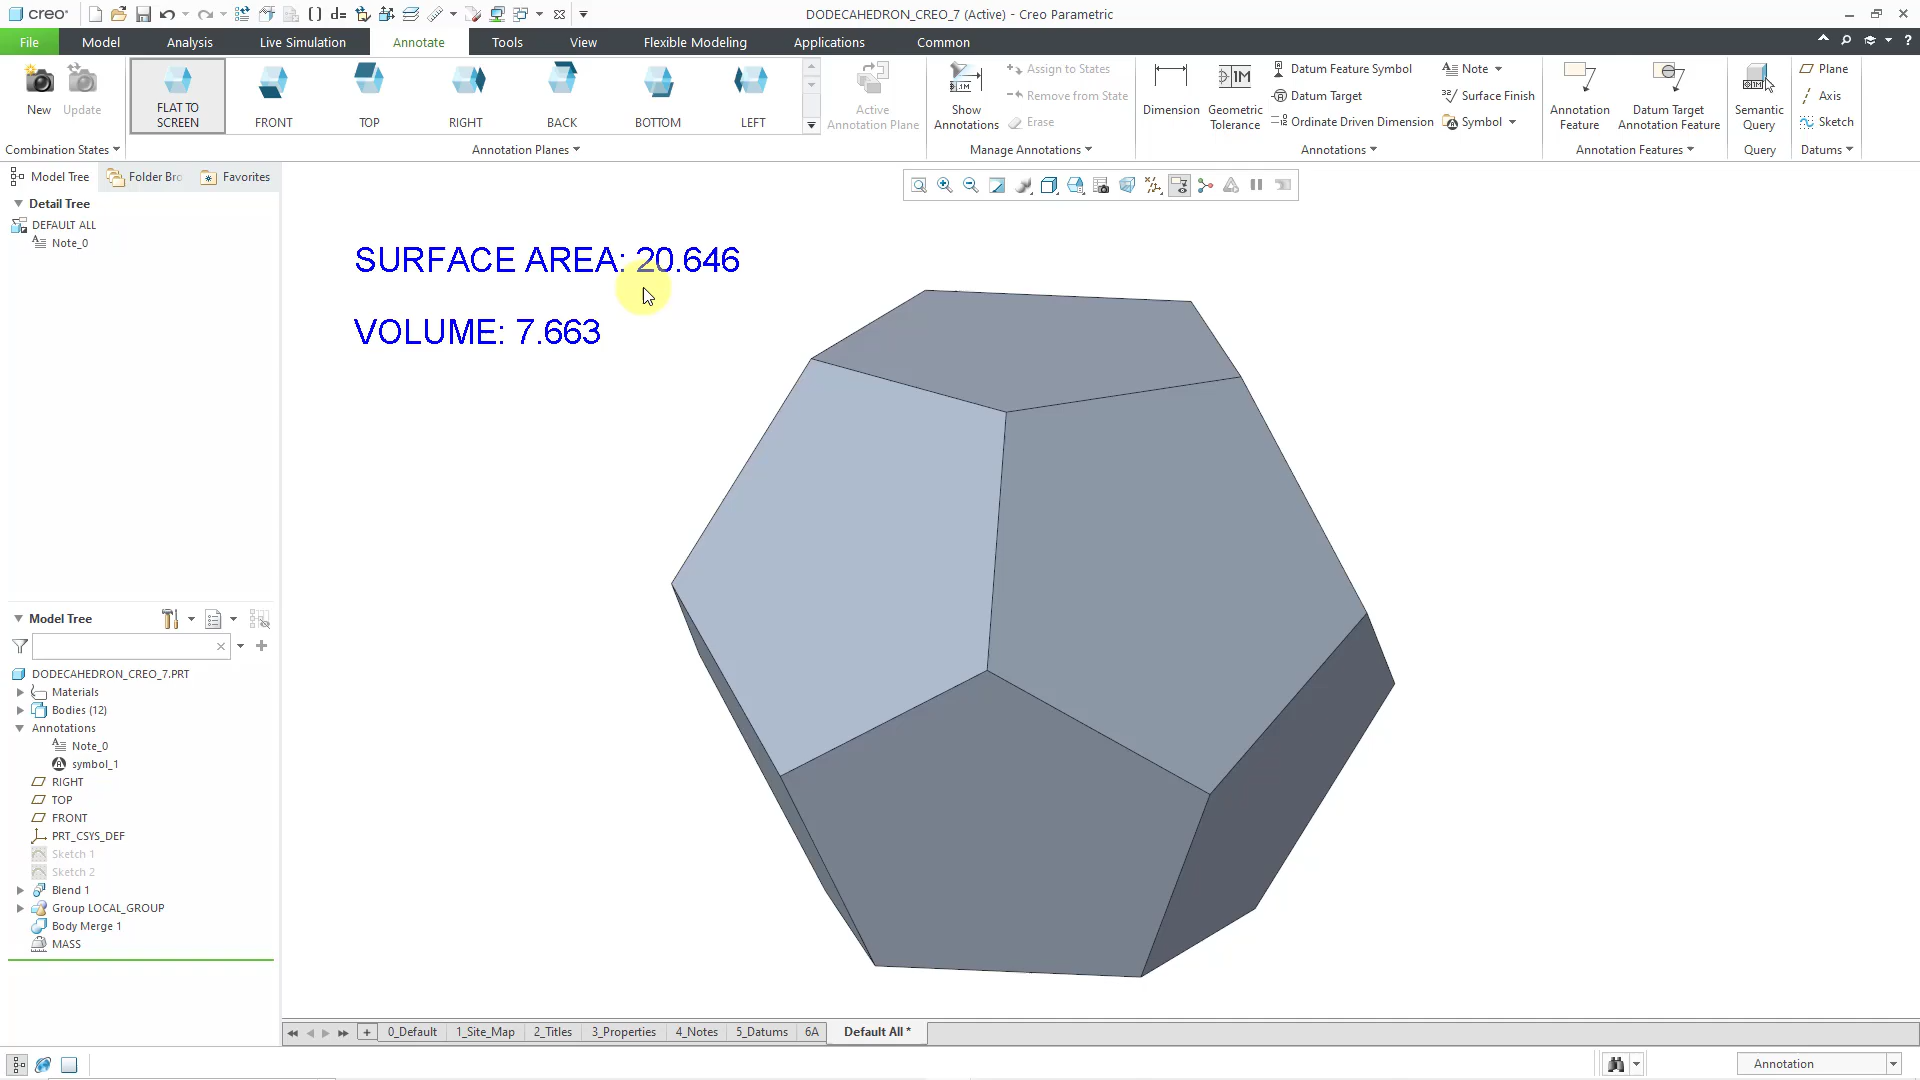 creo
DODECAHEDRON_CREO_7 (Active) - Creo Parametric
File
Model
Analysis
Live Simulation
Annotate
Tools
View
Flexible Modeling
Applications
Common
New
Update
Combination States
FLAT TO
SCREEN
FRONT
TOP
RIGHT
BACK
BOTTOM
LEFT
Annotation Planes
Active
Annotation Plane
Show
Annotations
Assign to States
Remove from State
Erase
Manage Annotations
Dimension
Geometric
Tolerance
Datum Feature Symbol
Datum Target
Ordinate Driven Dimension
Note
Surface Finish
Symbol
Annotations
Annotation
Feature
Datum Target
Annotation Feature
Annotation Features
Semantic
Query
Query
Plane
Axis
Sketch
Datums
Model Tree
Folder Bro
Favorites
Detail Tree
DEFAULT ALL
Note_0
SURFACE AREA: 20.646
VOLUME: 7.663
Model Tree
DODECAHEDRON_CREO_7.PRT
Materials
Bodies (12)
Annotations
Note_0
symbol_1
RIGHT
TOP
FRONT
PRT_CSYS_DEF
Sketch 1
Sketch 2
Blend 1
Group LOCAL_GROUP
Body Merge 1
MASS
0_Default
1_Site_Map
2_Titles
3_Properties
4_Notes
5_Datums
6A
Default All *
Annotation